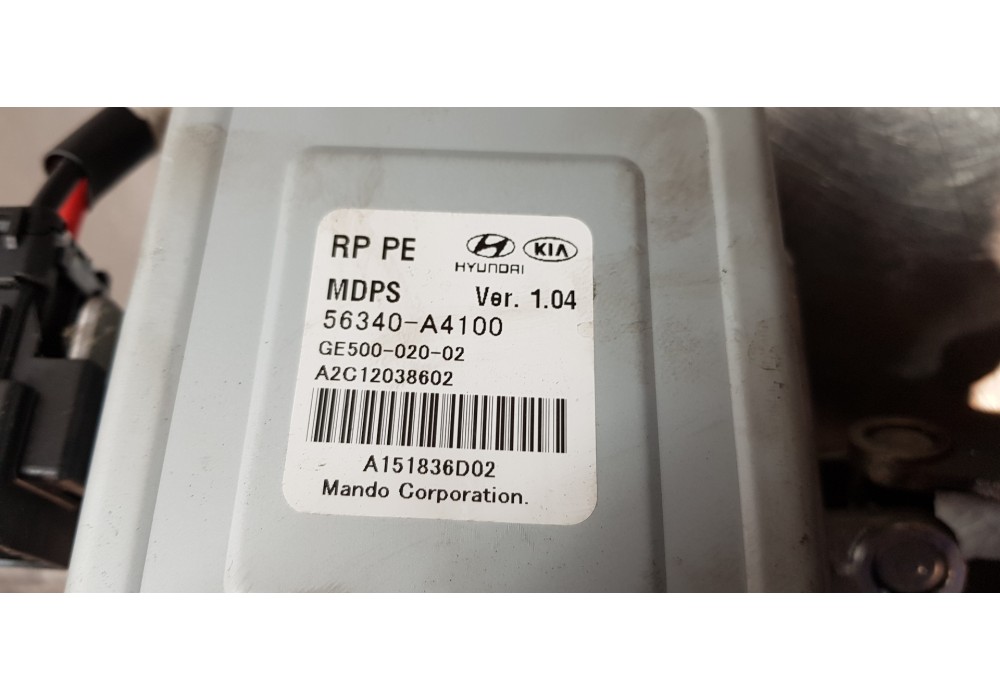 RP PE HYUNDAI KIA
MDPS Ver. 1.04
56340-A4100
GE500-020-02
A2C12038602
A151836D02
Mando Corporation.